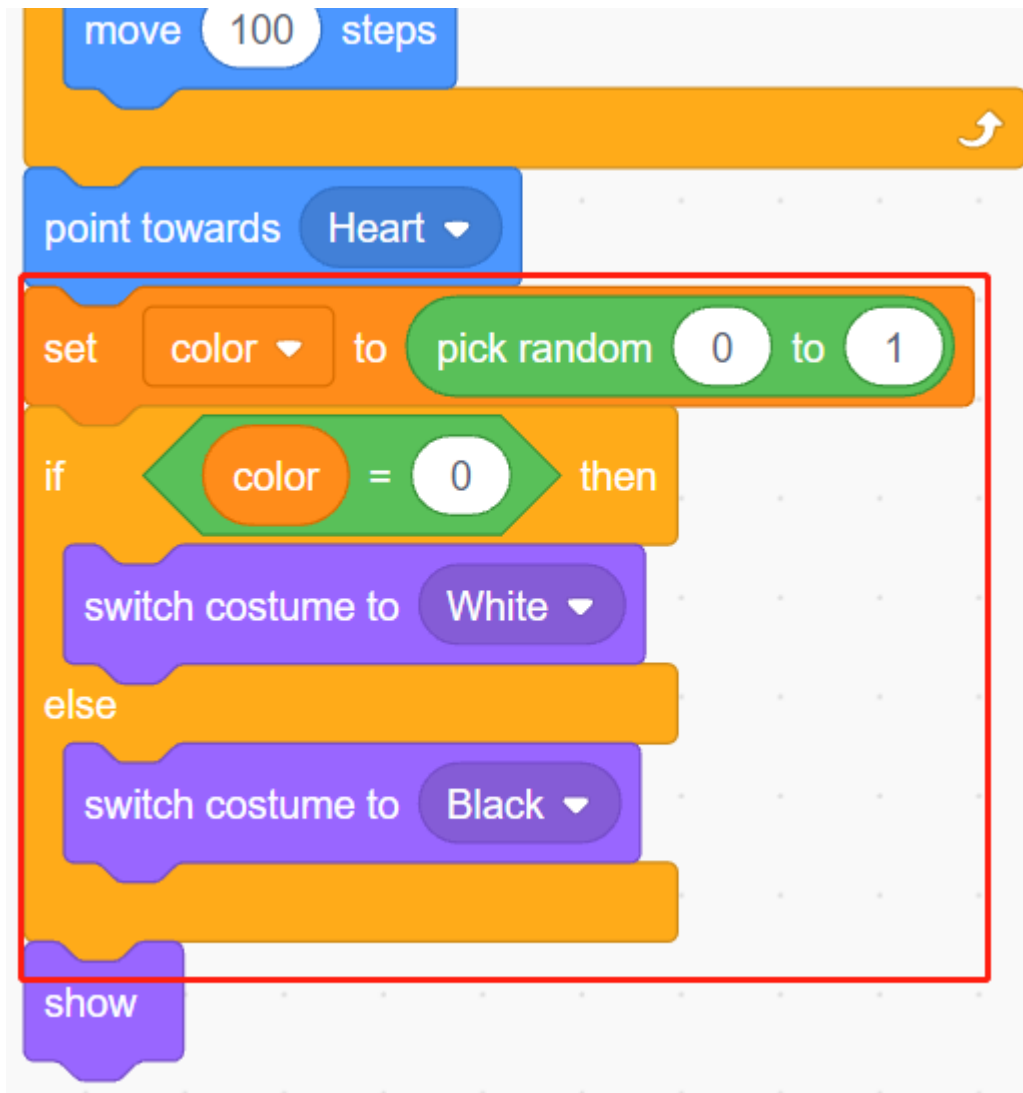 move 100 steps
point towards Heart
set color to pick random 0 to 1
if color = 0 then
switch costume to White
else
switch costume to Black
show